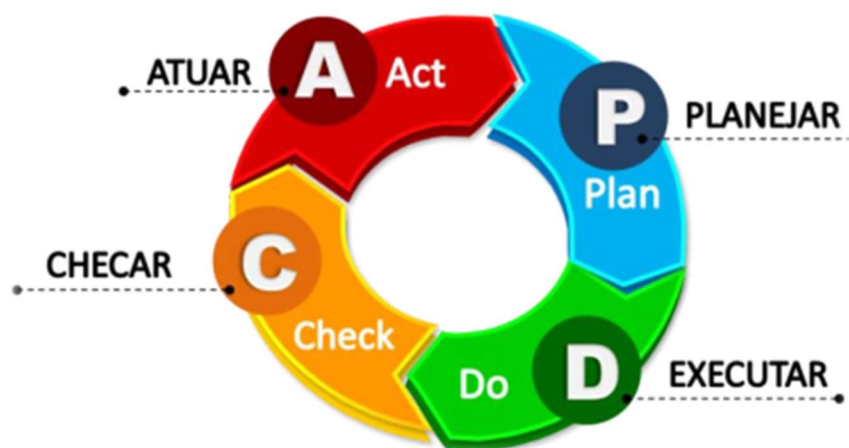 ATUAR
A
Act
P
PLANEJAR
Plan
CHECAR
C
Check
Do
D
EXECUTAR